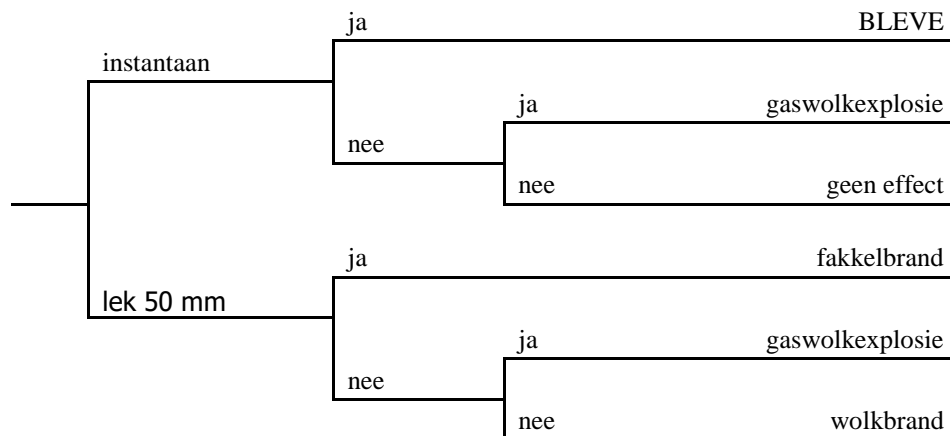 ja BLEVE
instantaan
ja gaswolkexplosie
nee
nee geen effect
ja fakkelbrand
lek 50 mm
ja gaswolkexplosie
nee
nee wolkbrand